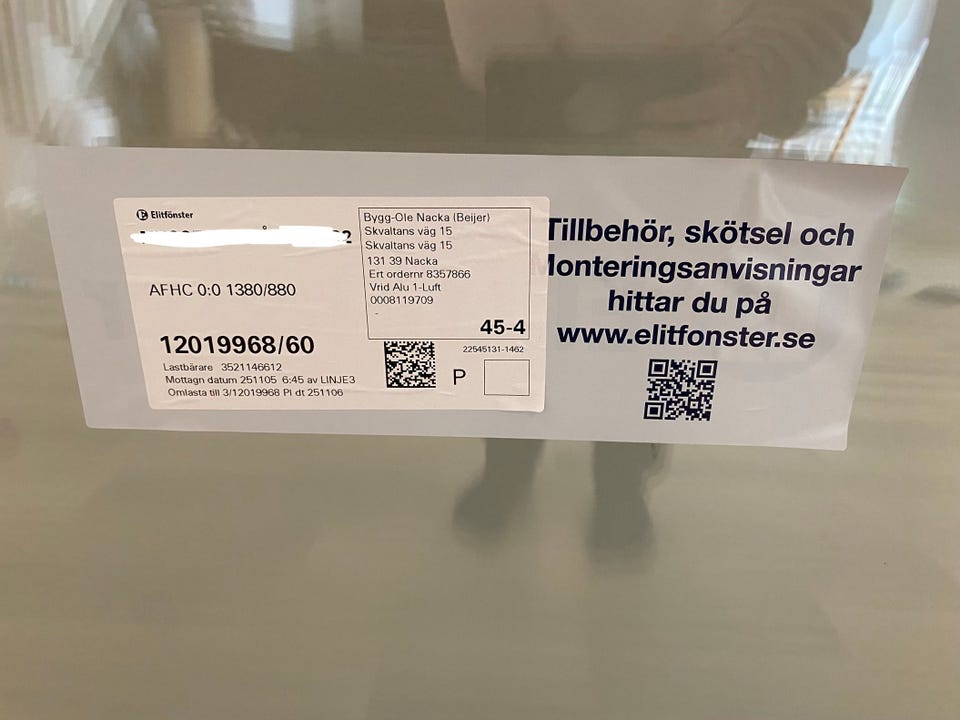 Elitfönster
AFHC 0:0 1380/880
12019968/60
Lastbärare 3521146612
Mottagn datum 251105 6:45 av LINJE3
Omlasta till 3/12019968 Pl dt 251106
Bygg-Ole Nacka (Beijer)
Skvaltans väg 15
Skvaltans väg 15
131 39 Nacka
Ert ordernr 8357866
Vrid Alu 1-Luft
0008119709
-
45-4
22545131-1462
P
Tillbehör, skötsel och
Monteringsanvisningar
hittar du på
www.elitfonster.se